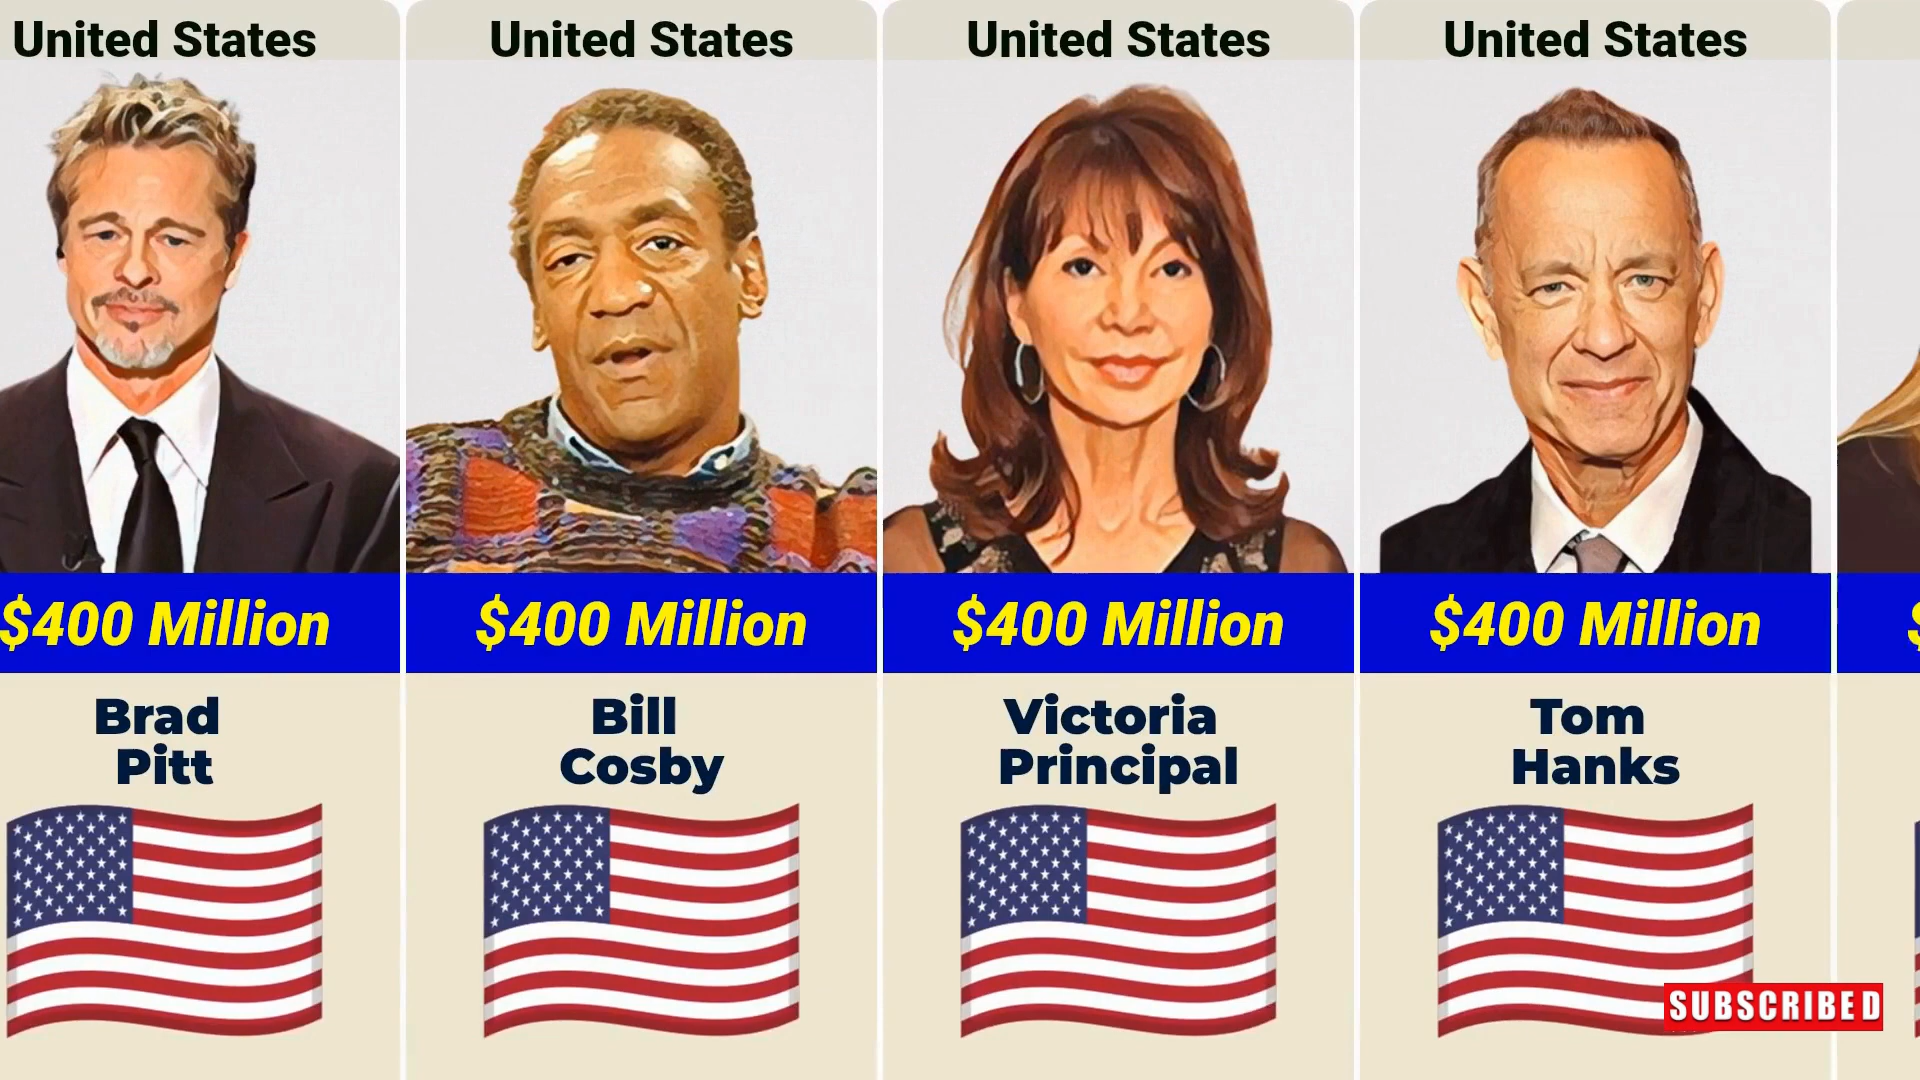 United States
United States
United States
United States
$400 Million
$400 Million
$400 Million
$400 Million
$
Brad
Pitt
Bill
Cosby
Victoria
Principal
Tom
Hanks
SUBSCRIBED